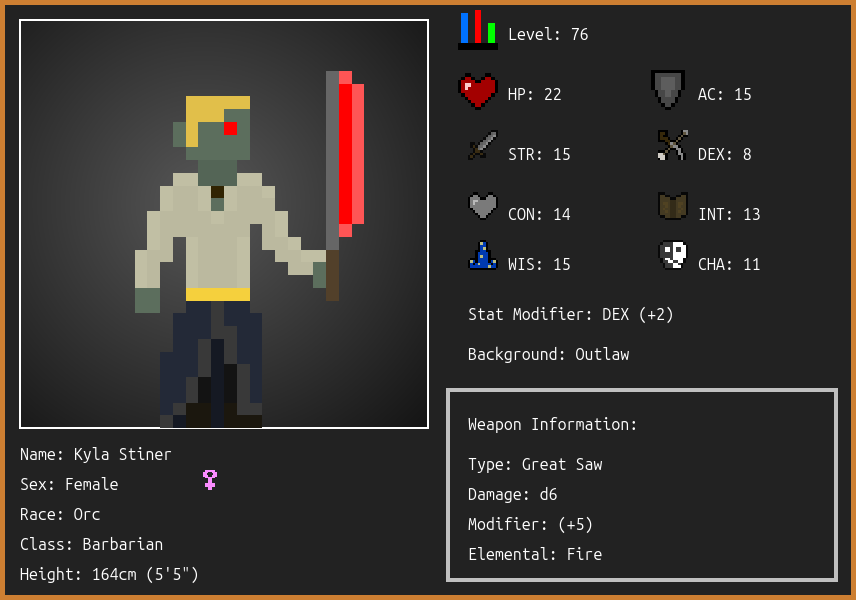 Level: 76
HP: 22
AC: 15
STR: 15
DEX: 8
CON: 14
INT: 13
WIS: 15
CHA: 11
Stat Modifier: DEX (+2)
Background: Outlaw
Weapon Information:
Type: Great Saw
Damage: d6
Modifier: (+5)
Elemental: Fire
Name: Kyla Stiner
Sex: Female
Race: Orc
Class: Barbarian
Height: 164cm (5'5")